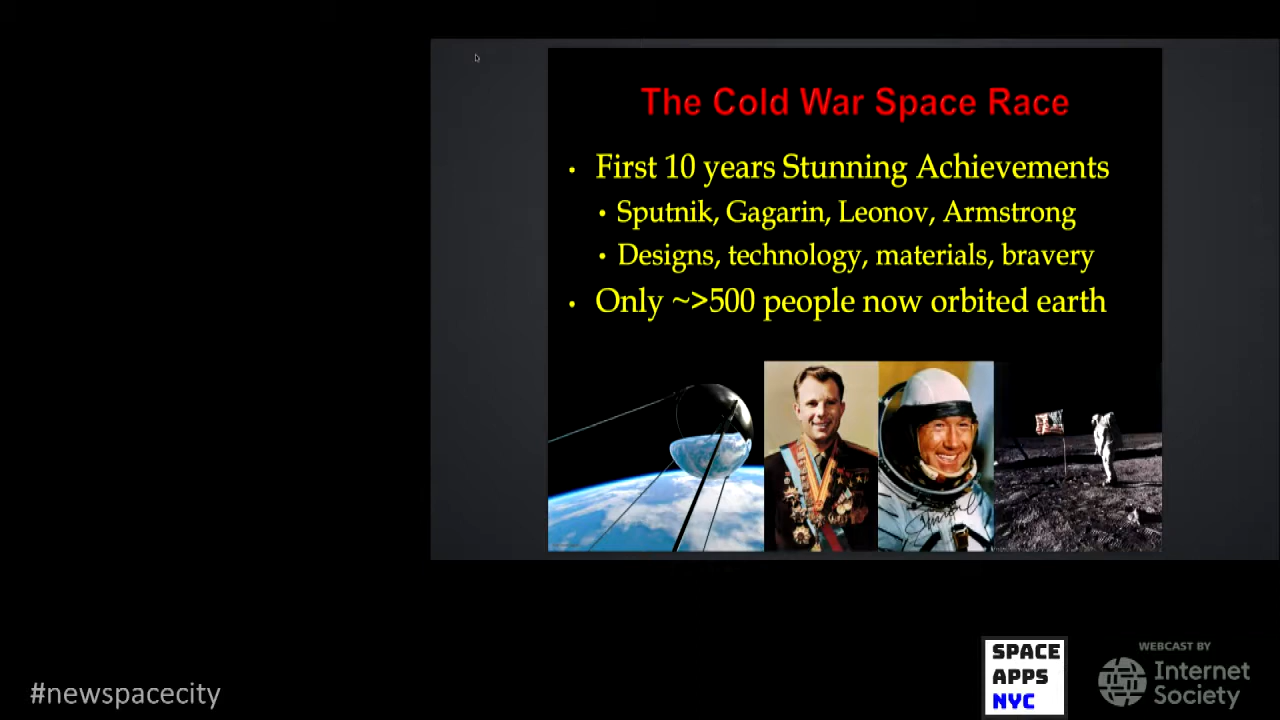 The Cold War Space Race
• First 10 years Stunning Achievements
• Sputnik, Gagarin, Leonov, Armstrong
• Designs, technology, materials, bravery
• Only ~>500 people now orbited earth
#newspacecity
SPACE
APPS
NYC
WEBCAST BY
Internet
Society